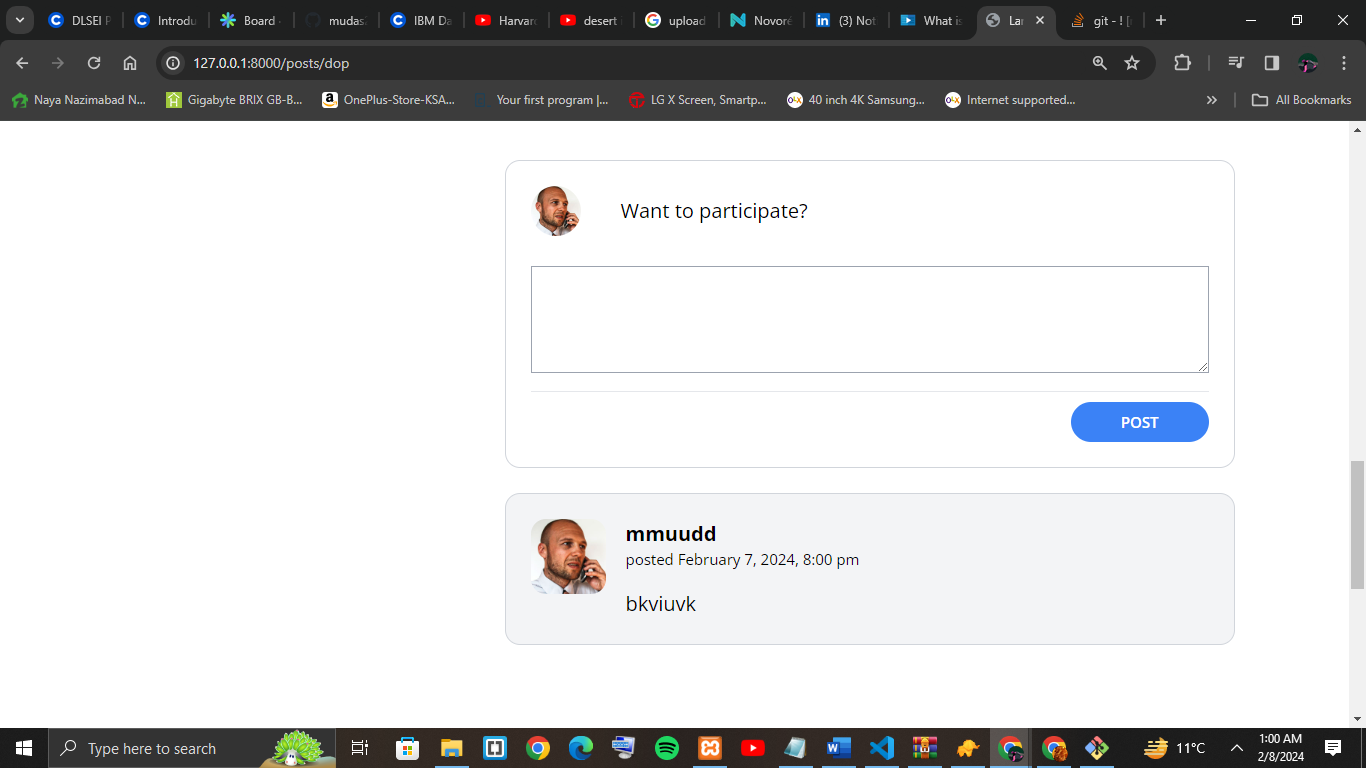 DLSEI P
Introdu
Board -
mudas
IBM Da
Harvar
desert i
upload
Novoré
(3) Not
What is
Lar
git - ! [r
127.0.0.1:8000/posts/dop
Naya Nazimabad N...
Gigabyte BRIX GB-B...
OnePlus-Store-KSA...
Your first program |...
LG X Screen, Smartp...
40 inch 4K Samsung...
Internet supported...
All Bookmarks
Want to participate?
POST
mmuudd
posted February 7, 2024, 8:00 pm
bkviuvk
Type here to search
11°C
1:00 AM
2/8/2024